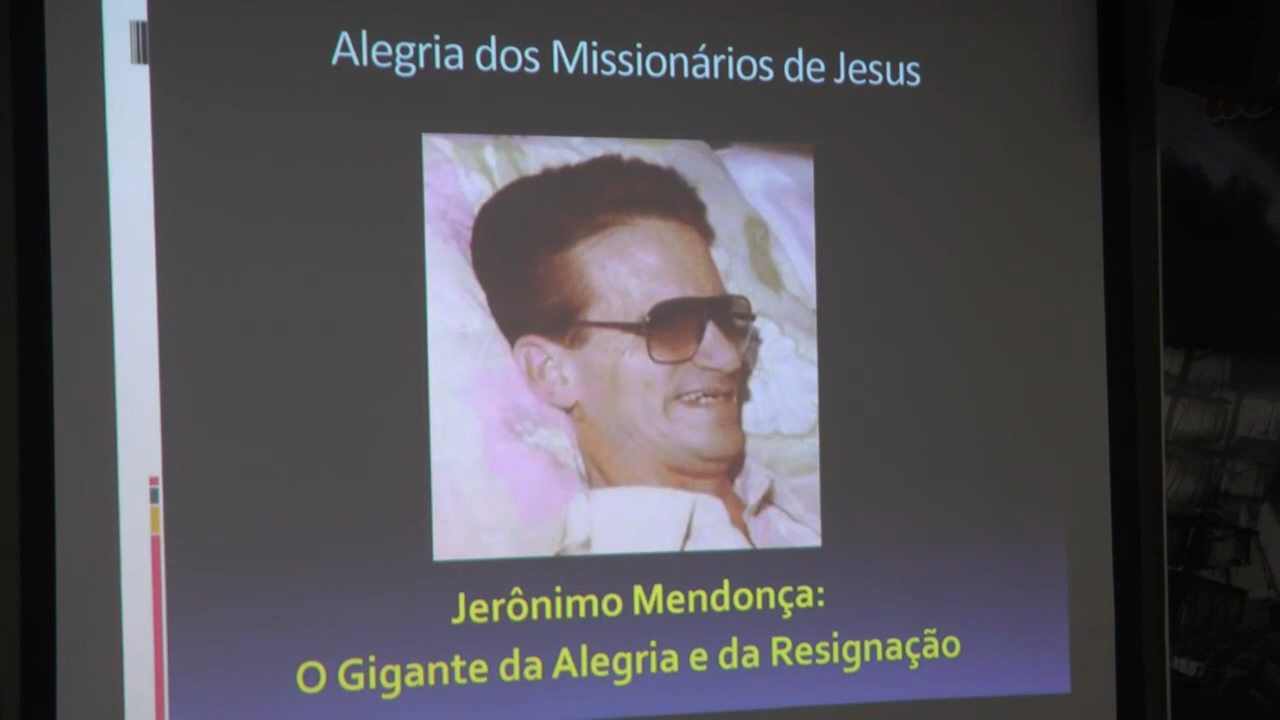 Alegria dos Missionários de Jesus
Jerônimo Mendonça:
O Gigante da Alegria e da Resignação